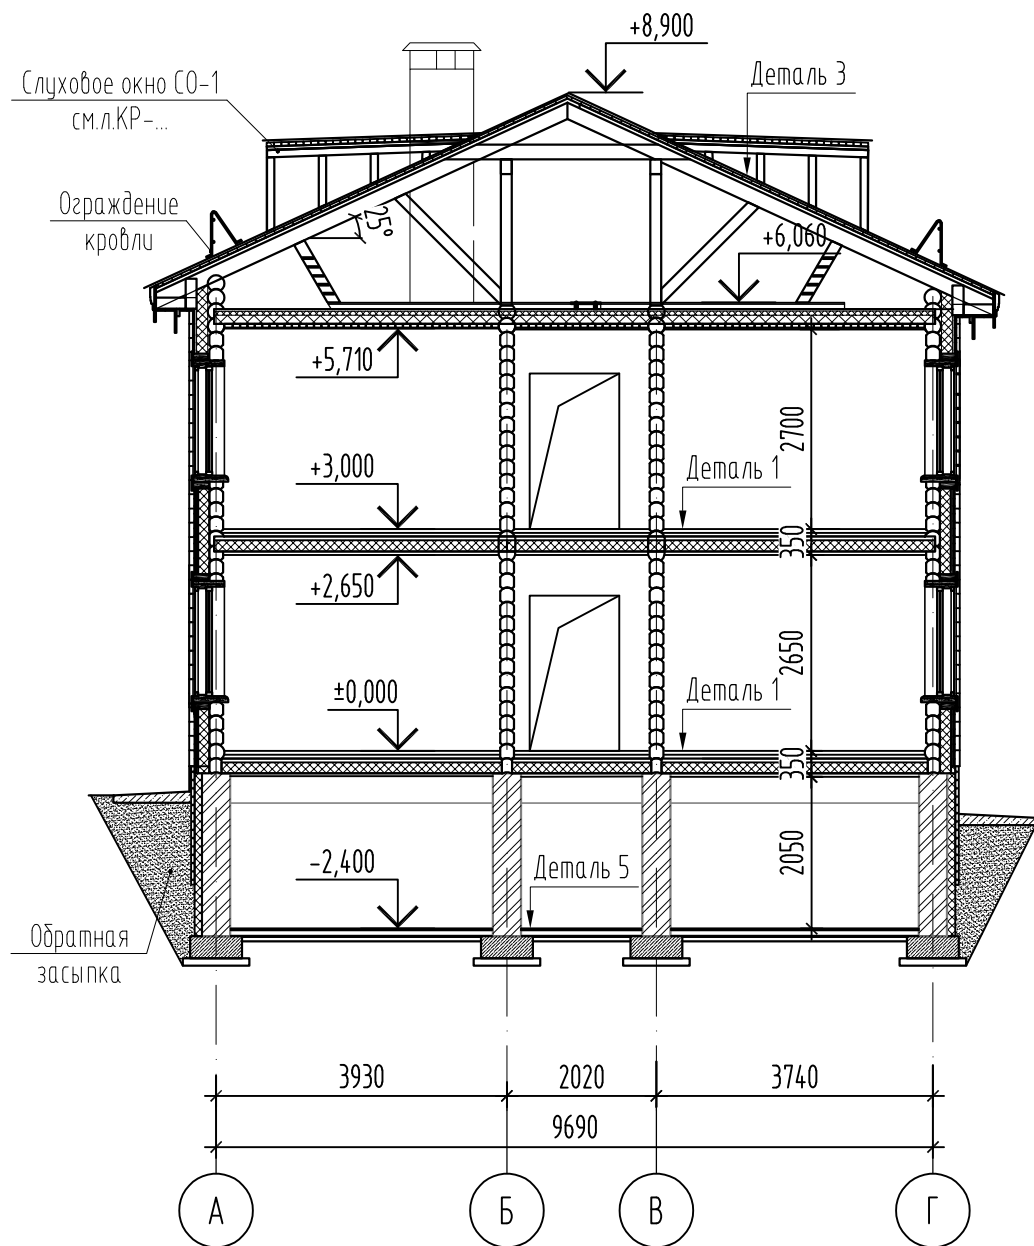 +8,900
Слуховое окно СО-1
см.л.КР-...
Деталь 3
Ограждение
кровли
25°
+6,060
+5,710
2700
+3,000
Деталь 1
350
+2,650
2650
±0,000
Деталь 1
350
-2,400
Деталь 5
2050
Обратная
засыпка
3930
2020
3740
9690
А
Б
В
Г